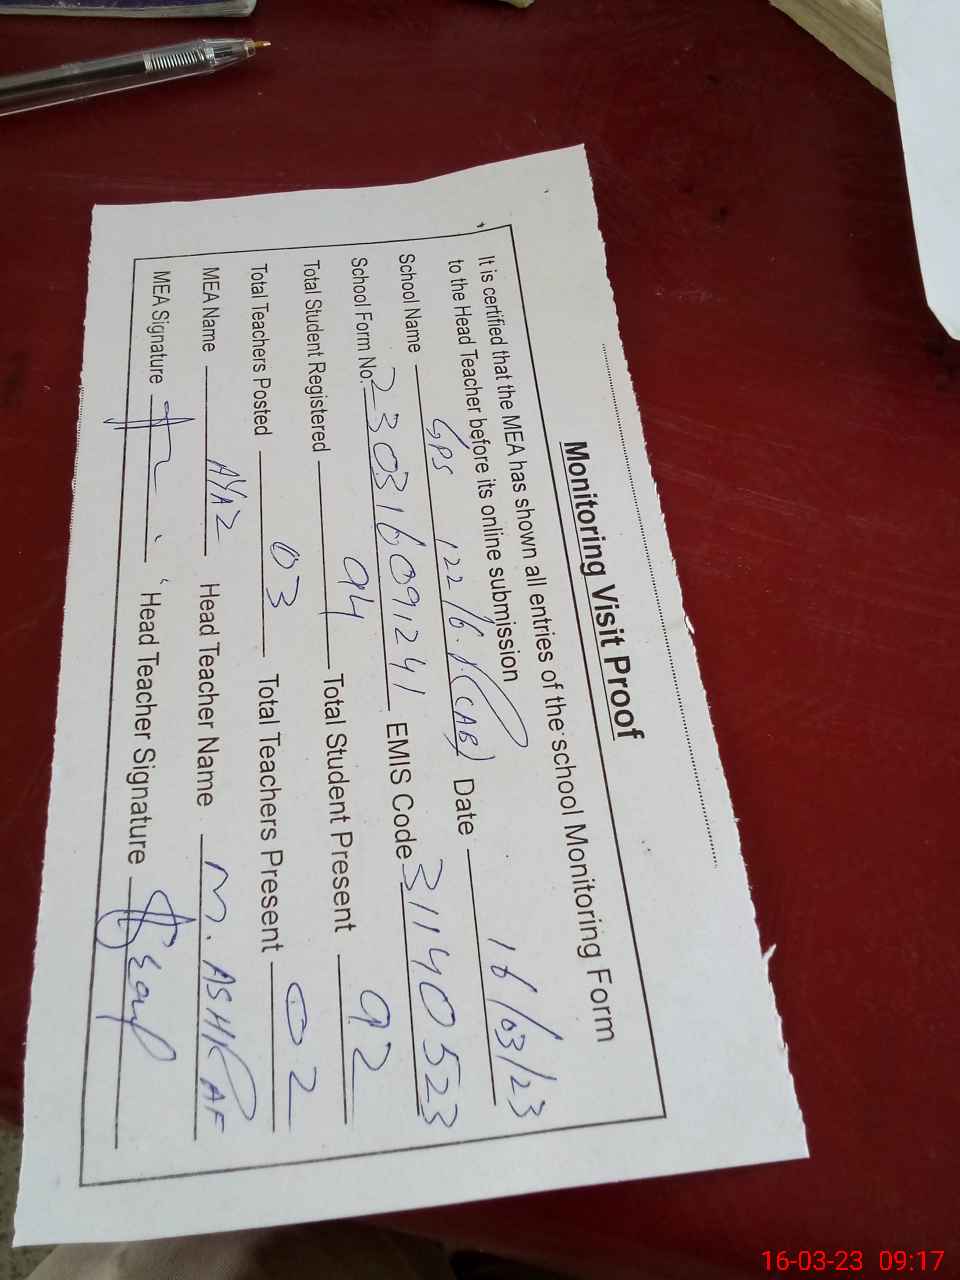 Monitoring Visit Proof
It is certified that the MEA has shown all entries of the school Monitoring Form
to the Head Teacher before its online submission
School Name GPS 122/6.R(CAB) Date 16/03/23
School Form No. 230316091241 EMIS Code 31140523
Total Student Registered 94 Total Student Present 92
Total Teachers Posted 03 Total Teachers Present 02
MEA Name AYAZ Head Teacher Name M. ASHRAF
MEA Signature Head Teacher Signature
16-03-23 09:17